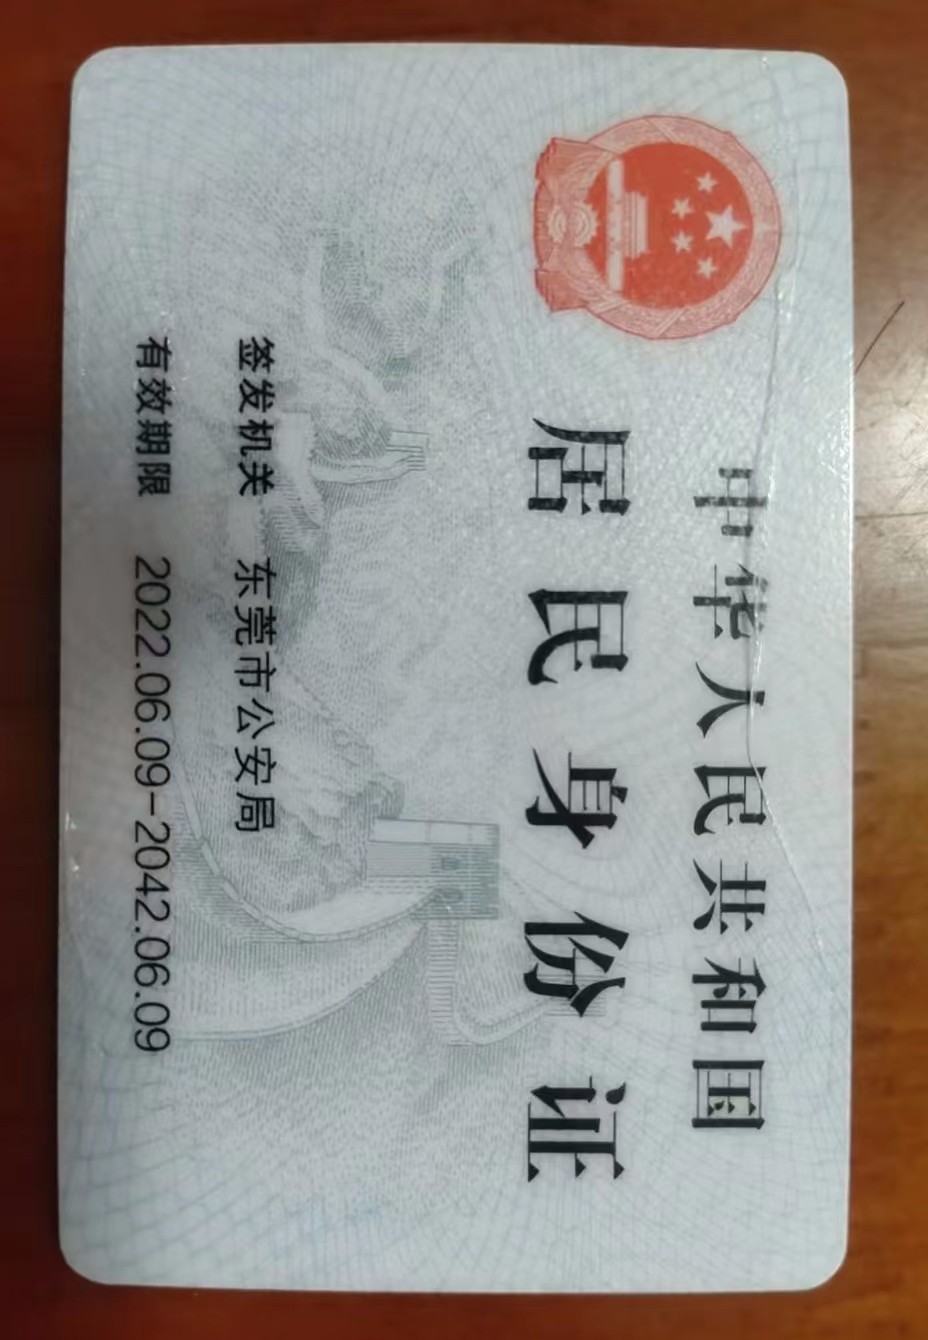 中华人民共和国
居民身份证
签发机关 东莞市公安局
有效期限 2022.06.09-2042.06.09